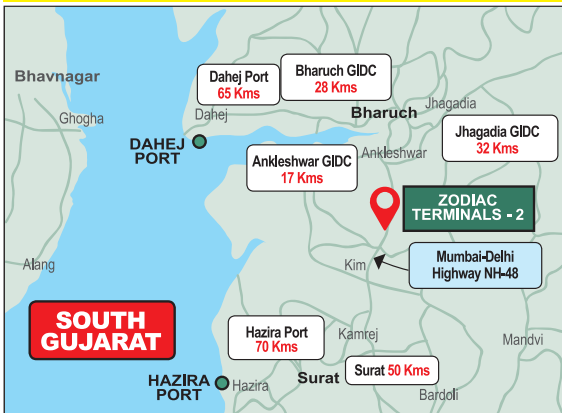 Bhavnagar
Ghogha
Dahej Port
65 Kms
Dahej
Bharuch GIDC
28 Kms
Bharuch
Jhagadia
DAHEJ
PORT
Ankleshwar
Jhagadia GIDC
32 Kms
Ankleshwar GIDC
17 Kms
ZODIAC
TERMINALS - 2
Alang
Kim
Mumbai-Delhi
Highway NH-48
SOUTH
GUJARAT
Hazira Port
70 Kms
Kamrej
Mandvi
HAZIRA
PORT
Hazira
Surat
Surat 50 Kms
Bardoli